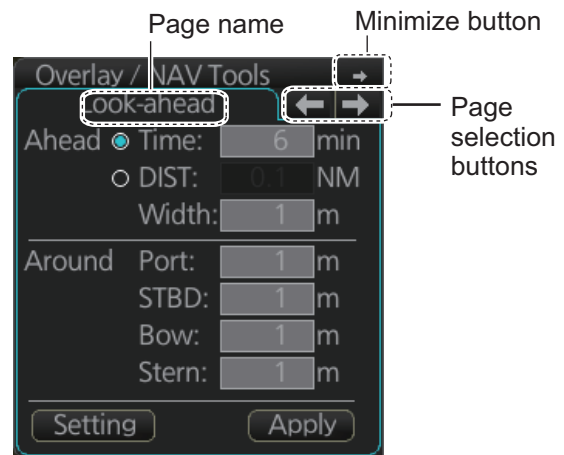 Page name
Minimize button
Overlay / NAV Tools
Look-ahead
Page
selection
buttons
Ahead Time: 6 min
DIST: 0.1 NM
Width: 1 m
Around Port: 1 m
STBD: 1 m
Bow: 1 m
Stern: 1 m
Setting Apply